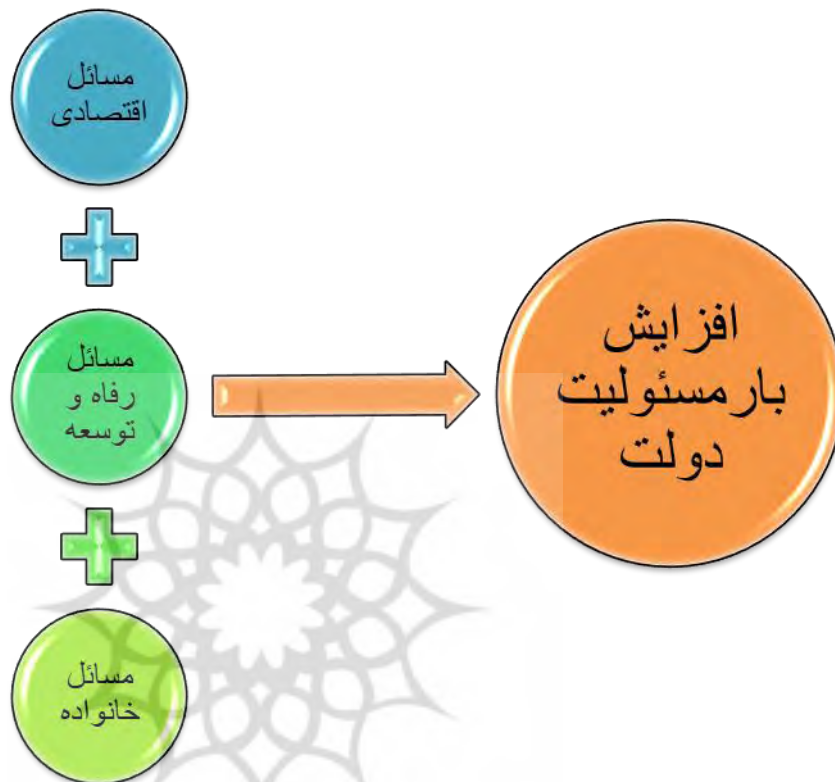 مسائل
اقتصادی
مسائل
رفاه و
توسعه
مسائل
خانواده
افزایش
بارمسئولیت
دولت